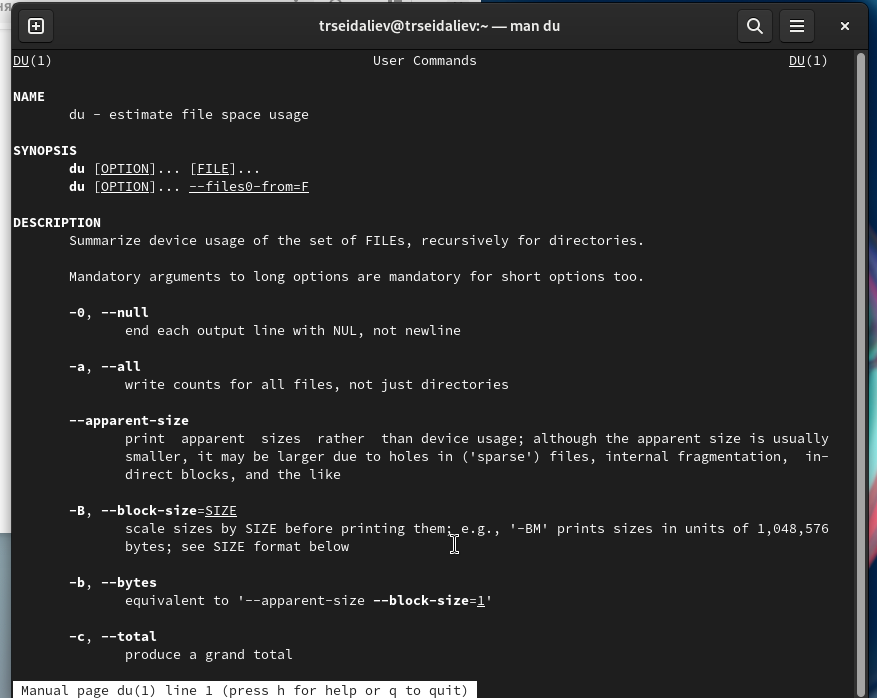 trseidaliev@trseidaliev:~ — man du
DU(1) User Commands DU(1)
NAME
du - estimate file space usage
SYNOPSIS
du [OPTION]... [FILE]...
du [OPTION]... --files0-from=F
DESCRIPTION
Summarize device usage of the set of FILEs, recursively for directories.
Mandatory arguments to long options are mandatory for short options too.
-0, --null
end each output line with NUL, not newline
-a, --all
write counts for all files, not just directories
--apparent-size
print apparent sizes rather than device usage; although the apparent size is usually
smaller, it may be larger due to holes in ('sparse') files, internal fragmentation, in-
direct blocks, and the like
-B, --block-size=SIZE
scale sizes by SIZE before printing them; e.g., '-BM' prints sizes in units of 1,048,576
bytes; see SIZE format below
-b, --bytes
equivalent to '--apparent-size --block-size=1'
-c, --total
produce a grand total
Manual page du(1) line 1 (press h for help or q to quit)